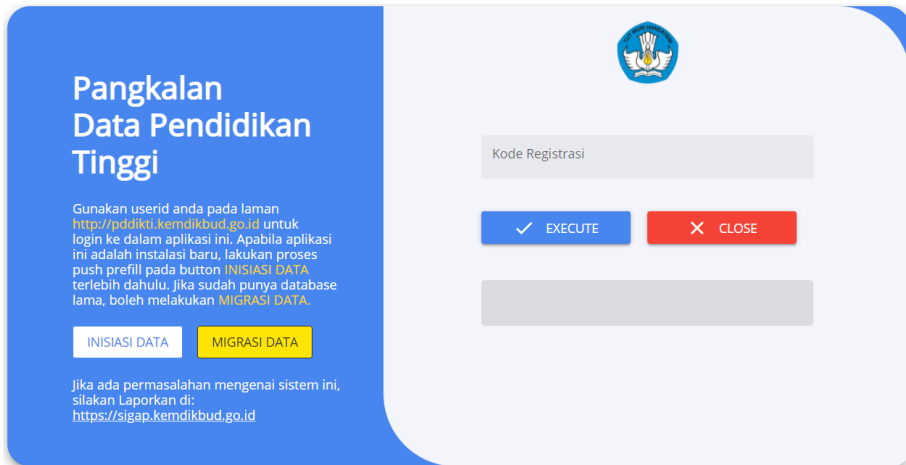 Pangkalan
Data Pendidikan
Tinggi
Gunakan userid anda pada laman
http://pddikti.kemdikbud.go.id untuk
login ke dalam aplikasi ini. Apabila aplikasi
ini adalah instalasi baru, lakukan proses
push prefill pada button INISIASI DATA
terlebih dahulu. Jika sudah punya database
lama, boleh melakukan MIGRASI DATA.
INISIASI DATA
MIGRASI DATA
Jika ada permasalahan mengenai sistem ini,
silakan Laporkan di:
https://sigap.kemdikbud.go.id
TUT WURI HANDAYANI
Kode Registrasi
EXECUTE
CLOSE